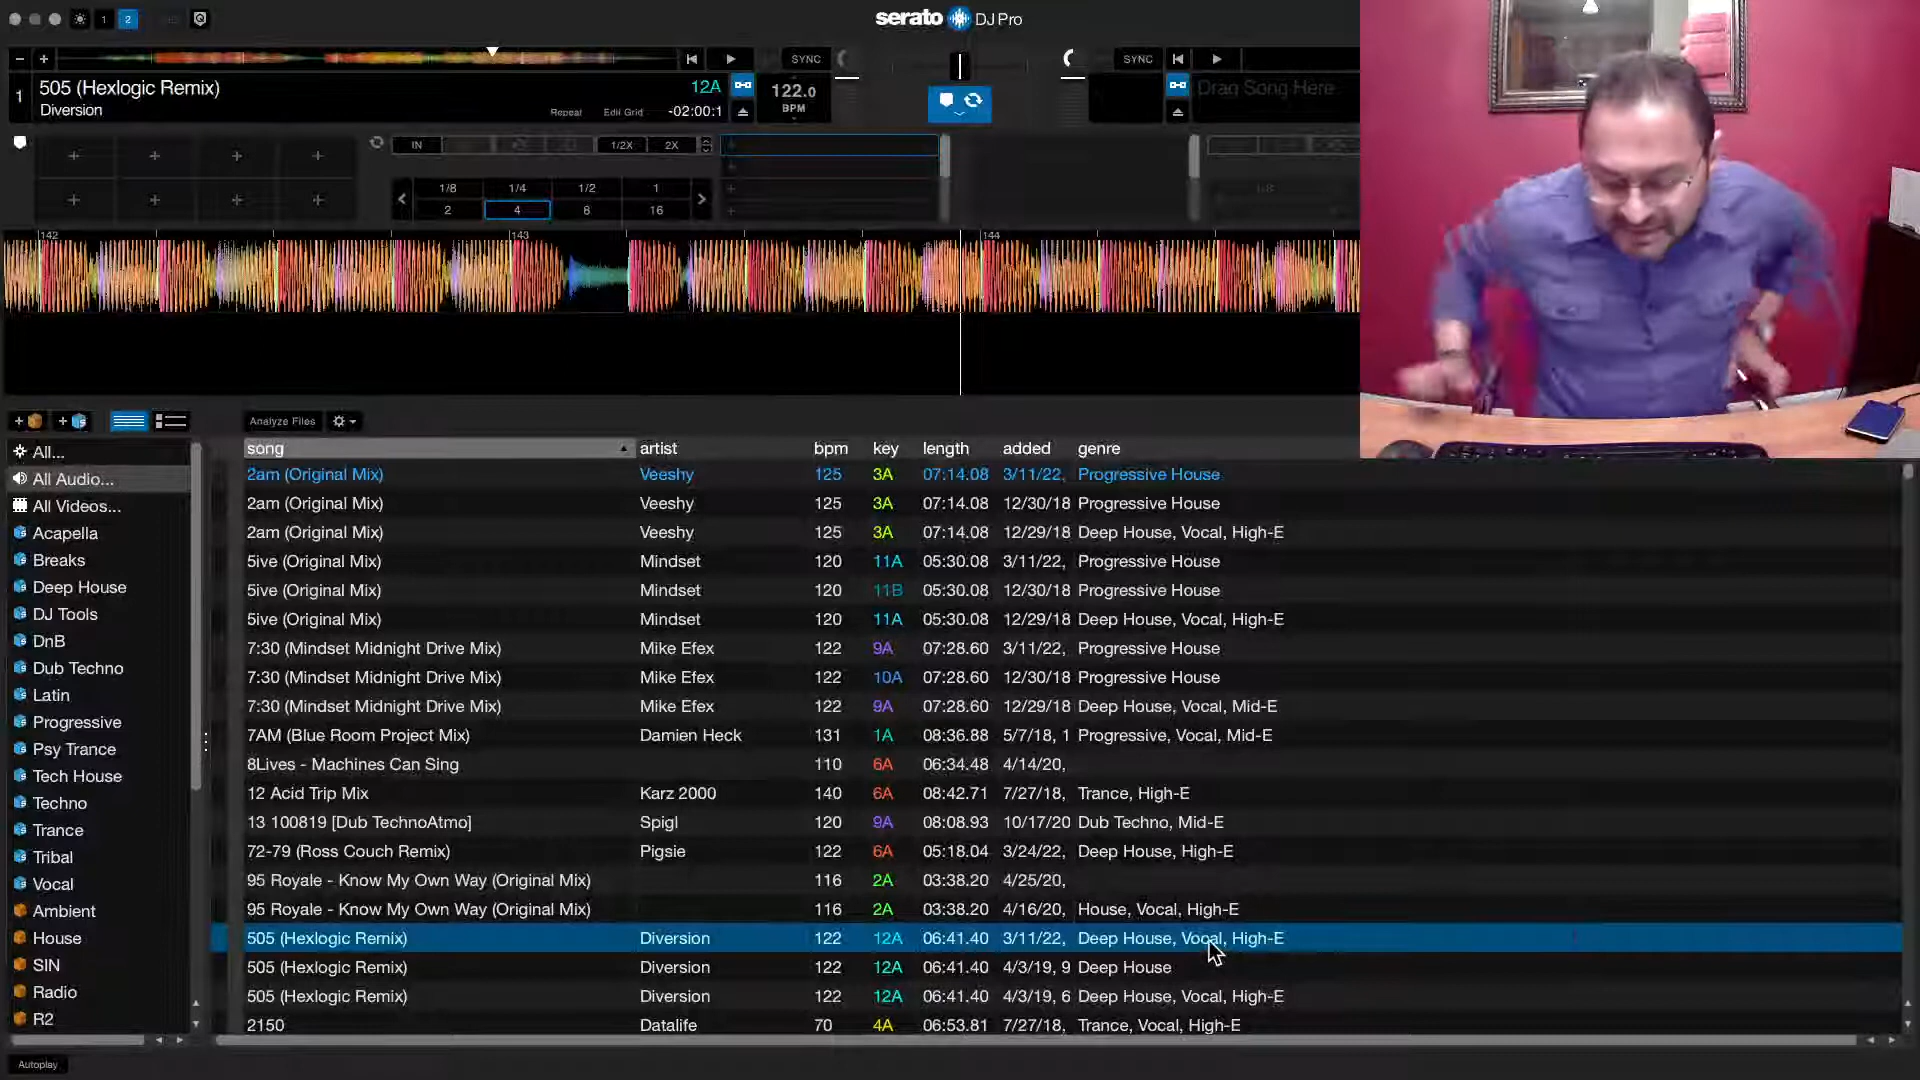 1
2
serato DJ Pro
SYNC
SYNC
505 (Hexlogic Remix)
12A
122.0
BPM
Drag Song Here
1
Diversion
Repeat
Edit Grid
-02:00:1
IN
1/2X
2X
1/8
1/4
1/2
1
2
4
8
16
142
143
144
Analyze Files
song artist bpm key length added genre
All...
All Audio...
All Videos...
Acapella
Breaks
Deep House
DJ Tools
DnB
Dub Techno
Latin
Progressive
Psy Trance
Tech House
Techno
Trance
Tribal
Vocal
Ambient
House
SIN
Radio
R2
2am (Original Mix) Veeshy 125 3A 07:14.08 3/11/22, Progressive House
2am (Original Mix) Veeshy 125 3A 07:14.08 12/30/18 Progressive House
2am (Original Mix) Veeshy 125 3A 07:14.08 12/29/18 Deep House, Vocal, High-E
5ive (Original Mix) Mindset 120 11A 05:30.08 3/11/22, Progressive House
5ive (Original Mix) Mindset 120 11B 05:30.08 12/30/18 Progressive House
5ive (Original Mix) Mindset 120 11A 05:30.08 12/29/18 Deep House, Vocal, High-E
7:30 (Mindset Midnight Drive Mix) Mike Efex 122 9A 07:28.60 3/11/22, Progressive House
7:30 (Mindset Midnight Drive Mix) Mike Efex 122 10A 07:28.60 12/30/18 Progressive House
7:30 (Mindset Midnight Drive Mix) Mike Efex 122 9A 07:28.60 12/29/18 Deep House, Vocal, Mid-E
7AM (Blue Room Project Mix) Damien Heck 131 1A 08:36.88 5/7/18, 1 Progressive, Vocal, Mid-E
8Lives - Machines Can Sing 110 6A 06:34.48 4/14/20,
12 Acid Trip Mix Karz 2000 140 6A 08:42.71 7/27/18, Trance, High-E
13 100819 [Dub TechnoAtmo] Spigl 120 9A 08:08.93 10/17/20 Dub Techno, Mid-E
72-79 (Ross Couch Remix) Pigsie 122 6A 05:18.04 3/24/22, Deep House, High-E
95 Royale - Know My Own Way (Original Mix) 116 2A 03:38.20 4/25/20,
95 Royale - Know My Own Way (Original Mix) 116 2A 03:38.20 4/16/20, House, Vocal, High-E
505 (Hexlogic Remix) Diversion 122 12A 06:41.40 3/11/22, Deep House, Vocal, High-E
505 (Hexlogic Remix) Diversion 122 12A 06:41.40 4/3/19, 9 Deep House
505 (Hexlogic Remix) Diversion 122 12A 06:41.40 4/3/19, 6 Deep House, Vocal, High-E
2150 Datalife 70 4A 06:53.81 7/27/18, Trance, Vocal, High-E
Autoplay